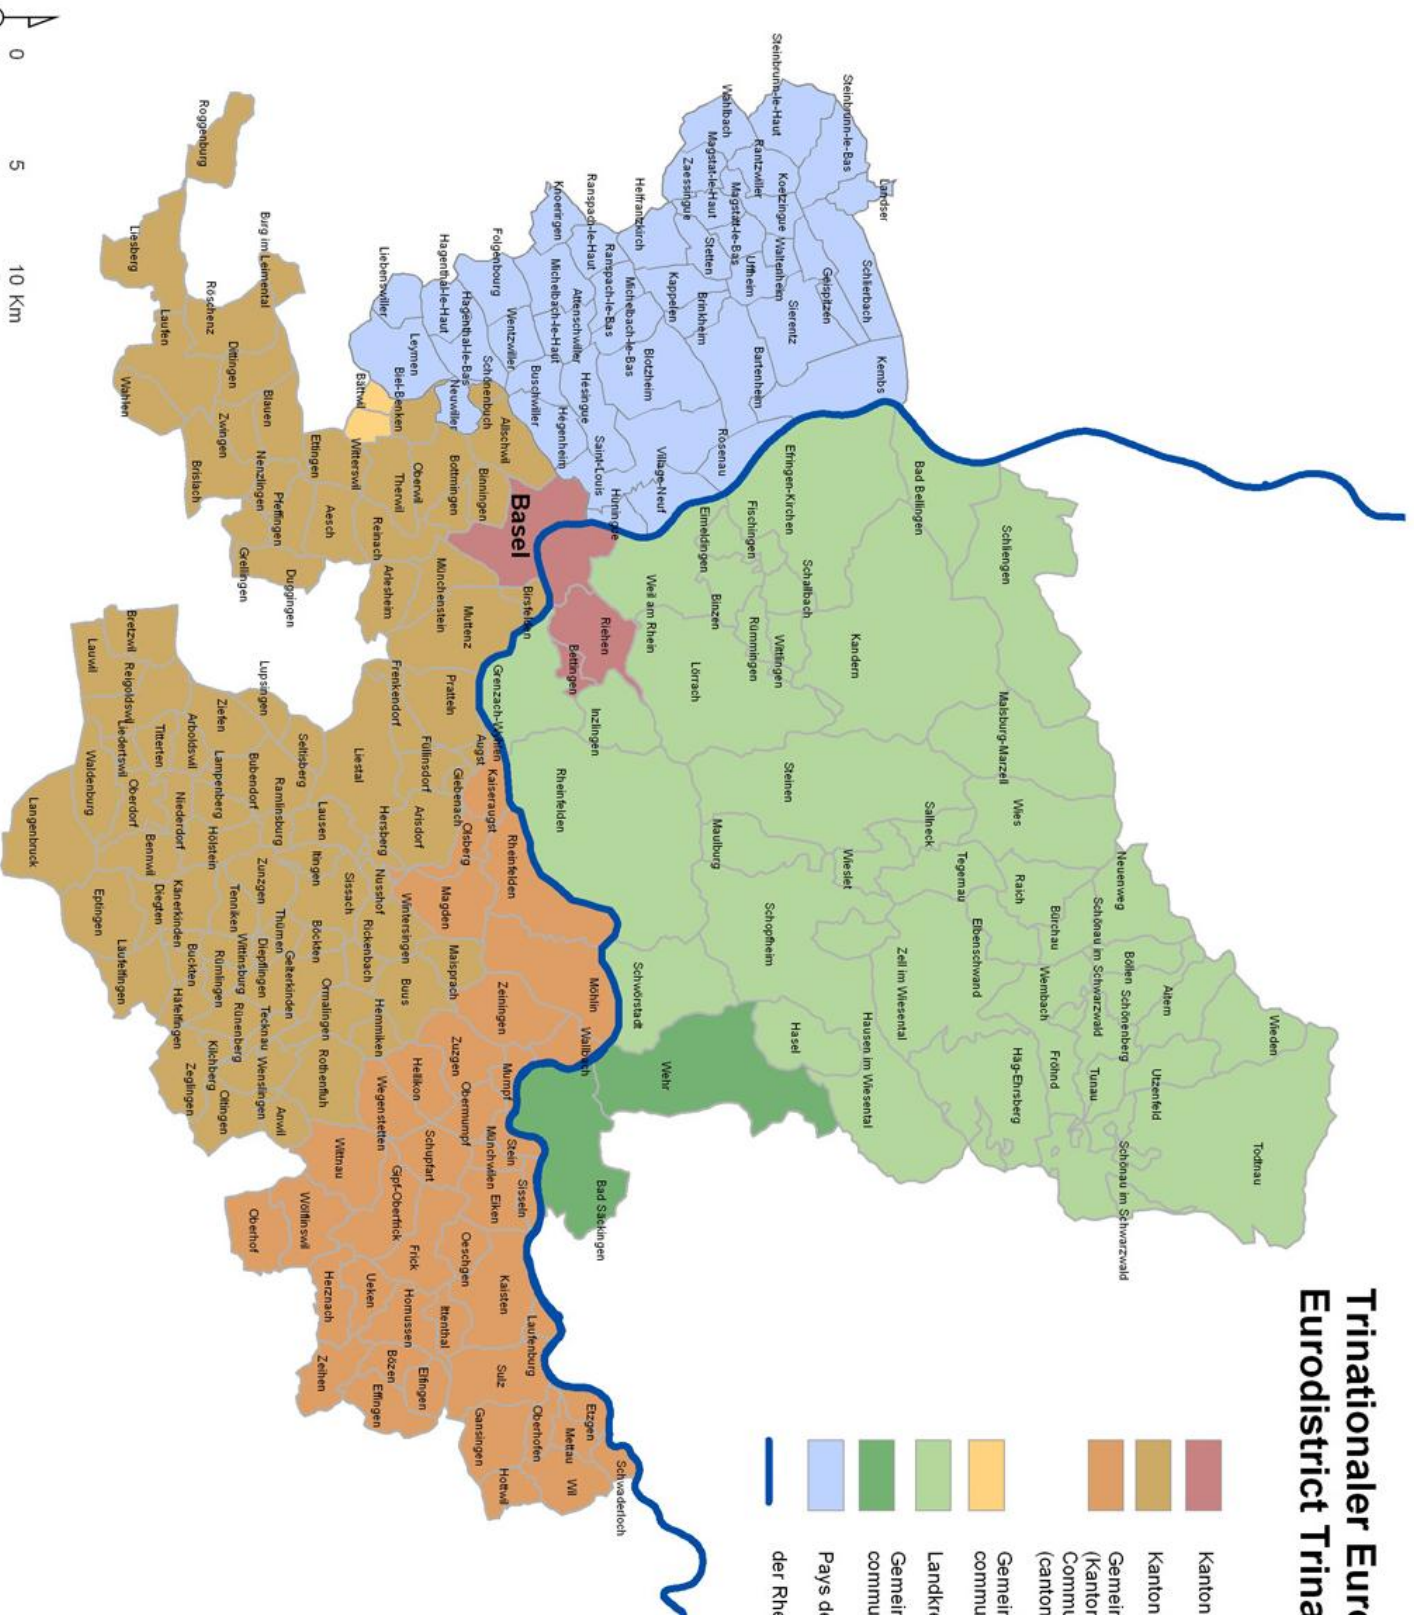 Trinationaler Eur
Eurodistrict Trina
Kanton
Kanton
Gemein
(Kanton
Commu
(canton
Gemein
commu
Landkre
Gemein
commu
Pays de
der Rhe
Wieden
Todtnau
Aitern
Utzenfeld
Böllen
Schönenberg
Schönau im Schwarzwald
Neuenweg
Schönau im Schwarzwald
Tunau
Bürchau
Wembach
Fröhnd
Wies
Raich
Häg-Ehrsberg
Schliengen
Malsburg-Marzell
Elbenschwand
Tegernau
Sallneck
Bad Bellingen
Zell im Wiesental
Hausen im Wiesental
Kandern
Wieslet
Schallbach
Hasel
Efringen-Kirchen
Wittlingen
Steinen
Schopfheim
Fischingen
Rümmingen
Eimeldingen
Binzen
Lörrach
Maulburg
Wehr
Weil am Rhein
Schwörstadt
Inzlingen
Rheinfelden
Bad Säckingen
Grenzach-Wyhlen
Landser
Steinbrunn-le-Bas
Schlierbach
Kembs
Steinbrunn-le-Haut
Geispitzen
Koetzingue
Waltenheim
Sierentz
Rantzwiller
Uffheim
Bartenheim
Wahlbach
Magstatt-le-Bas
Magstat-le-Haut
Stetten
Brinkheim
Rosenau
Zaessingue
Kappelen
Village-Neuf
Helfrantzkirch
Michelbach-le-Bas
Blotzheim
Ranspach-le-Haut
Ranspach-le-Bas
Saint-Louis
Hüningue
Knoeringen
Attenschwiller
Hésingue
Michelbach-le-Haut
Hégenheim
Buschwiller
Folgenbourg
Wentzwiller
Hagenthal-le-Haut
Hagenthal-le-Bas
Neuwiller
Liebenswiller
Leymen
Riehen
Bettingen
Basel
Birsfelden
Schönenbuch
Allschwil
Binningen
Bottmingen
Biel-Benken
Oberwil
Therwil
Bättwil
Witterswil
Reinach
Münchenstein
Muttenz
Arlesheim
Ettingen
Aesch
Pfeffingen
Duggingen
Burg im Leimental
Blauen
Nenzlingen
Grellingen
Röschenz
Dittingen
Zwingen
Roggenburg
Brislach
Laufen
Liesberg
Wahlen
Schwaderloch
Etzgen
Mettau
Wil
Möhlin
Wallbach
Oberhofen
Laufenburg
Rheinfelden
Mumpf
Stein
Sisseln
Kaiseraugst
Zeiningen
Münchwilen
Eiken
Kaisten
Sulz
Hottwil
Gansingen
Olsberg
Obermumpf
Oeschgen
Zuzgen
Magden
Ittenthal
Schupfart
Hellikon
Frick
Elfingen
Homussen
Gipf-Oberfrick
Bözen
Wegenstetten
Effingen
Ueken
Wittnau
Herznach
Zeihen
Wölflinswil
Oberhof
Augst
Giebenach
Pratteln
Maisprach
Füllinsdorf
Arisdorf
Frenkendorf
Wintersingen
Buus
Hersberg
Nusshof
Hemmiken
Liestal
Rickenbach
Sissach
Lausen
Itingen
Ormalingen
Rothenfluh
Böckten
Seltisberg
Gelterkinden
Ramlinsburg
Thürnen
Anwil
Lupsingen
Zunzgen
Diepflingen
Tecknau
Wenslingen
Bubendorf
Wittinsburg
Tenniken
Rünenberg
Ziefen
Lampenberg
Rümlingen
Oltingen
Hölstein
Kilchberg
Arboldswil
Buckten
Zeglingen
Niederdorf
Känerkinden
Häfelfingen
Titterten
Diegten
Bennwil
Oberdorf
Bretzwil
Reigoldswil
Liedertswil
Läufelfingen
Lauwil
Waldenburg
Eptingen
Langenbruck
0 5 10 Km